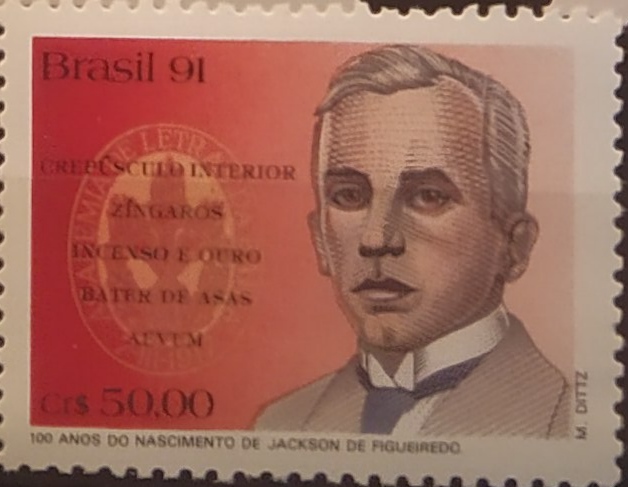 Brasil 91
CREPÚSCULO INTERIOR
ZÍNGAROS
INCENSO E OURO
BATER DE ASAS
AEVUM
Cr$ 50,00
100 ANOS DO NASCIMENTO DE JACKSON DE FIGUEIREDO
M. DITTZ